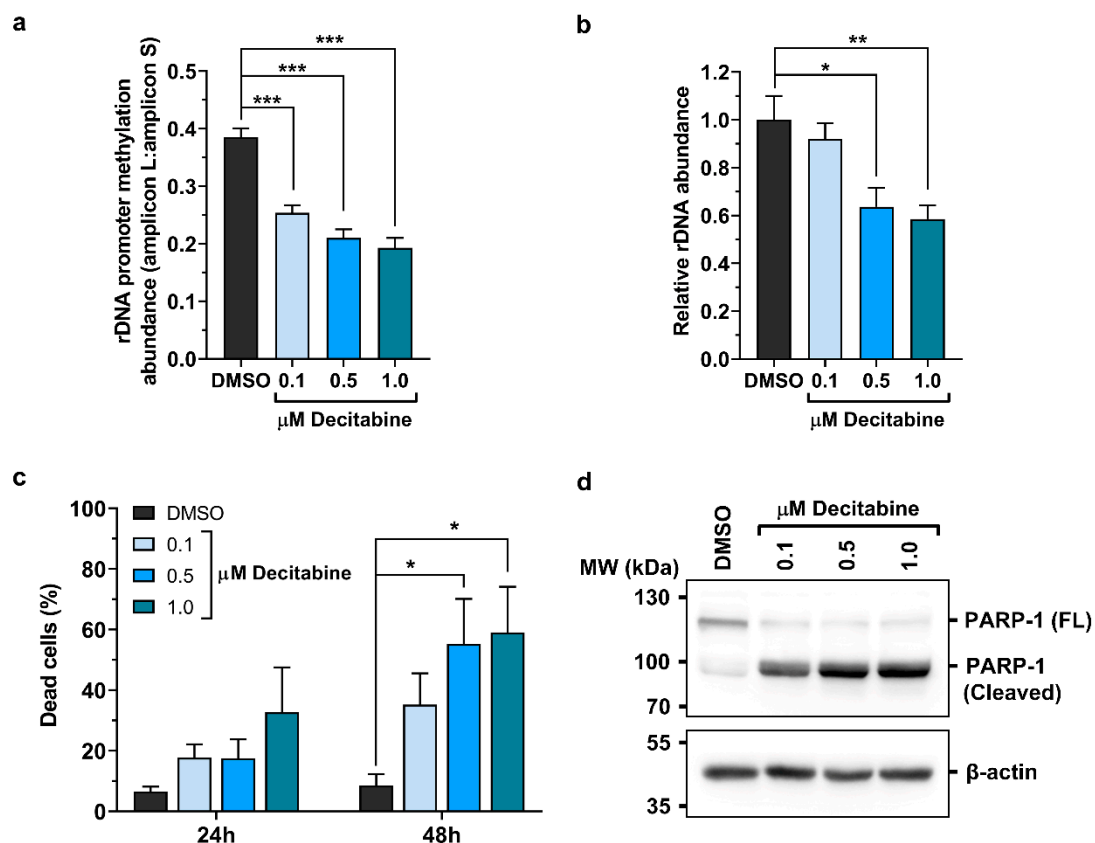 a
rDNA promoter methylation
abundance (amplicon L:amplicon S)
0.5
0.4
0.3
0.2
0.1
0.0
***
***
***
DMSO 0.1 0.5 1.0
μM Decitabine
b
Relative rDNA abundance
1.2
1.0
0.8
0.6
0.4
0.2
0.0
**
*
DMSO 0.1 0.5 1.0
μM Decitabine
c
Dead cells (%)
100
80
60
40
20
0
DMSO
0.1
0.5
1.0
μM Decitabine
*
*
24h 48h
d
μM Decitabine
DMSO 0.1 0.5 1.0
MW (kDa)
130
100
70
PARP-1 (FL)
PARP-1
(Cleaved)
55
35
β-actin